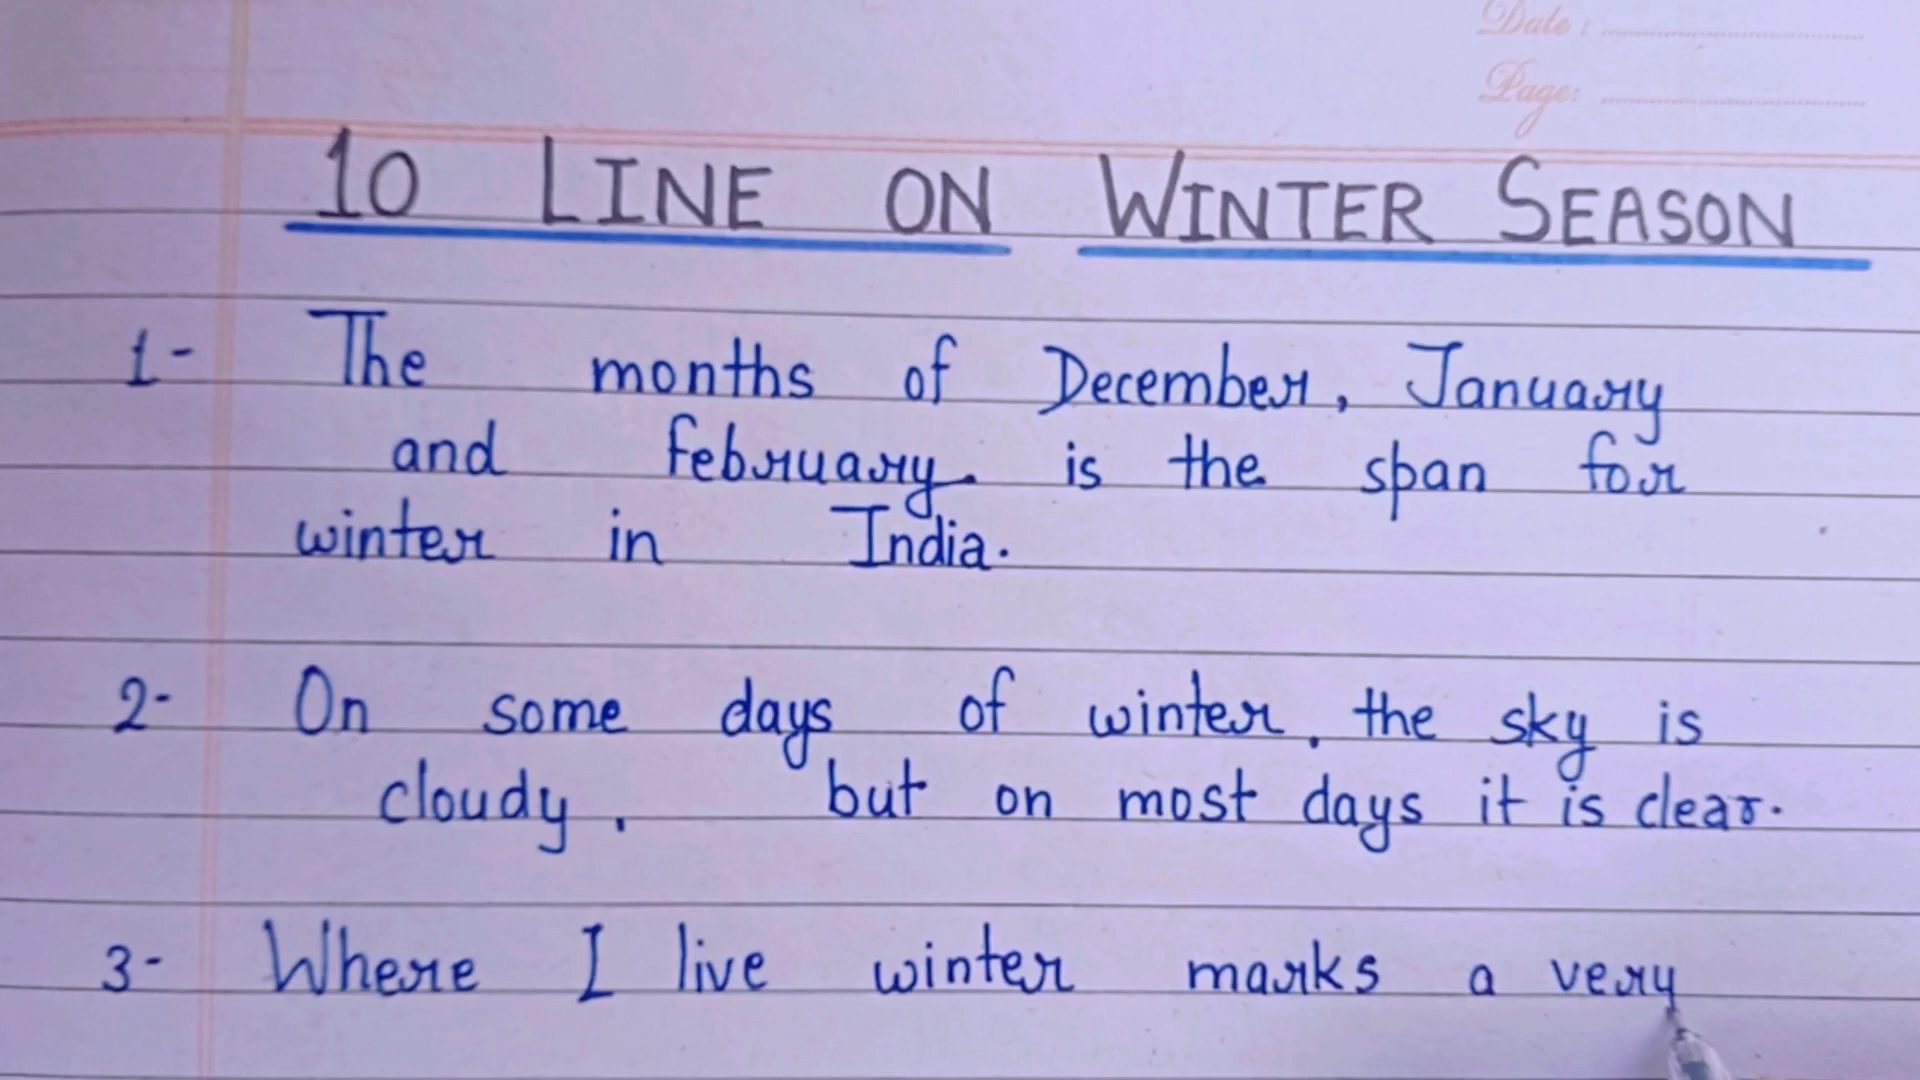 Date :
Page:
10 LINE ON WINTER SEASON
1- The months of December, January
and february. is the span for
winter in India.
2- On some days of winter, the sky is
cloudy, but on most days it is clear.
3- Where I live winter marks a very